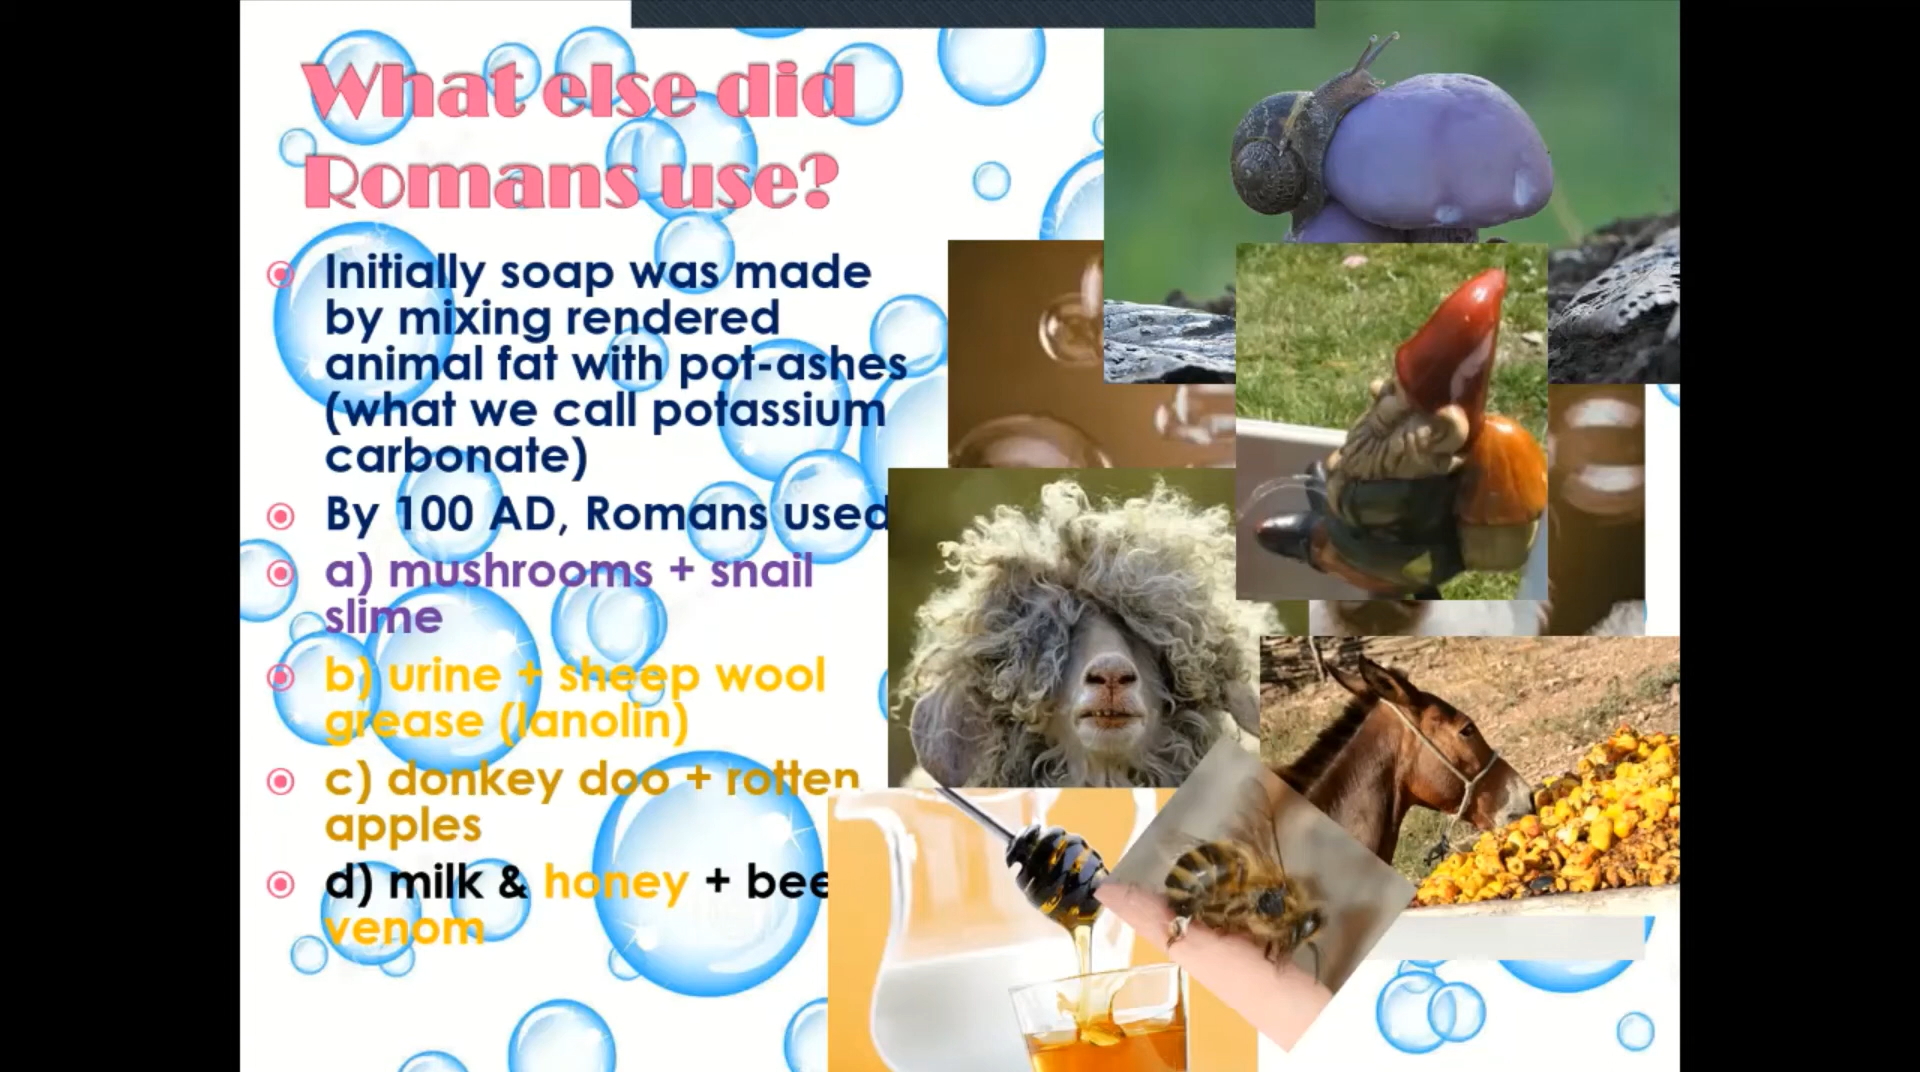 What else did
Romans use?
Initially soap was made
by mixing rendered
animal fat with pot-ashes
(what we call potassium
carbonate)
By 100 AD, Romans used
a) mushrooms + snail
slime
b) urine + sheep wool
grease (lanolin)
c) donkey doo + rotten
apples
d) milk & honey + bee
venom